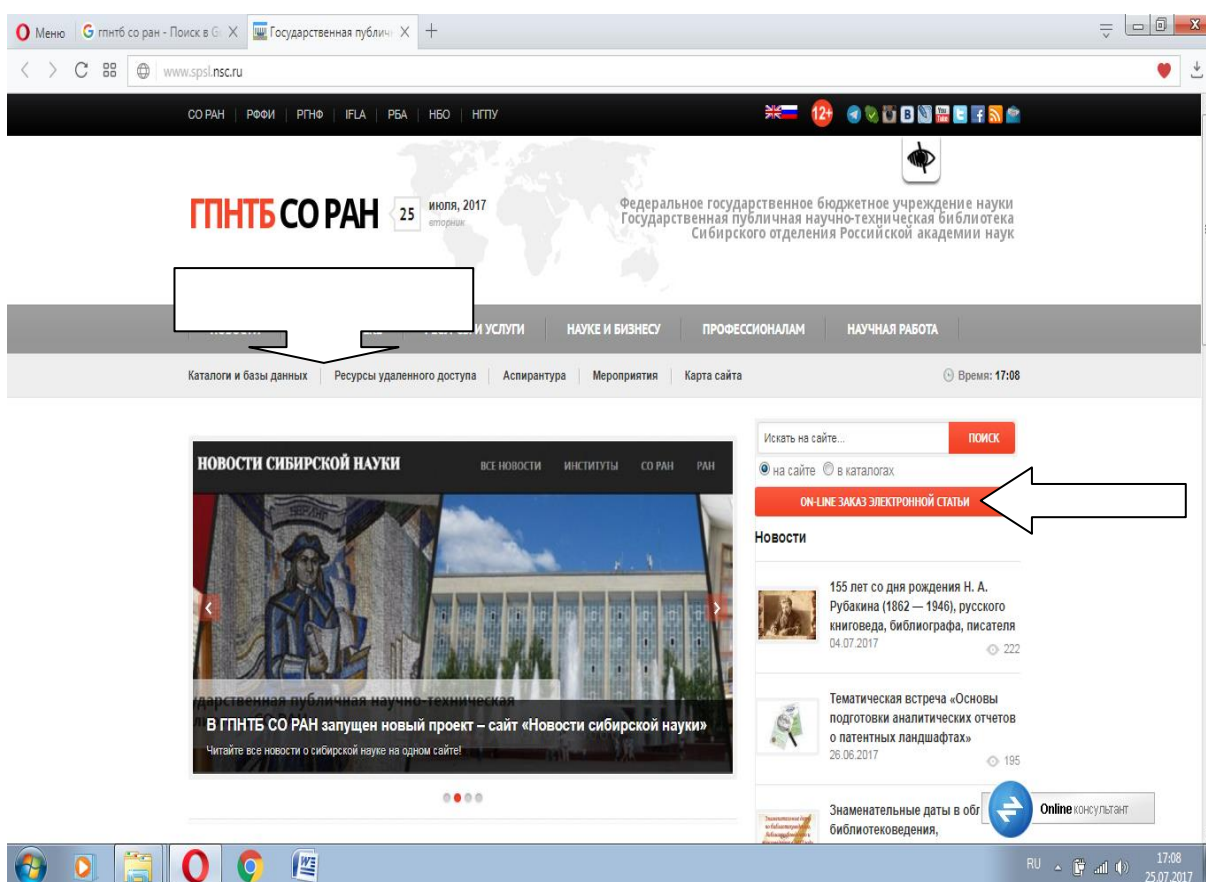 Меню
гпнтб со ран - Поиск в G
Государственная публич
www.spsl.nsc.ru
СО РАН РФФИ РГНФ IFLA РБА НБО НГПУ
12+
ГПНТБ СО РАН
25
июля, 2017
вторник
Федеральное государственное бюджетное учреждение науки
Государственная публичная научно-техническая библиотека
Сибирского отделения Российской академии наук
И УСЛУГИ НАУКЕ И БИЗНЕСУ ПРОФЕССИОНАЛАМ НАУЧНАЯ РАБОТА
Каталоги и базы данных Ресурсы удаленного доступа Аспирантура Мероприятия Карта сайта
Время: 17:08
НОВОСТИ СИБИРСКОЙ НАУКИ
ВСЕ НОВОСТИ ИНСТИТУТЫ СО РАН РАН
дарственная публичная научно-техническая
В ГПНТБ СО РАН запущен новый проект – сайт «Новости сибирской науки»
Читайте все новости о сибирской науке на одном сайте!
Искать на сайте...
ПОИСК
на сайте в каталогах
ON-LINE ЗАКАЗ ЭЛЕКТРОННОЙ СТАТЬИ
Новости
155 лет со дня рождения Н. А.
Рубакина (1862 — 1946), русского
книговеда, библиографа, писателя
04.07.2017
222
Тематическая встреча «Основы
подготовки аналитических отчетов
о патентных ландшафтах»
26.06.2017
195
Знаменательные даты в обл
библиотековедения,
Online консультант
RU
17:08
25.07.2017